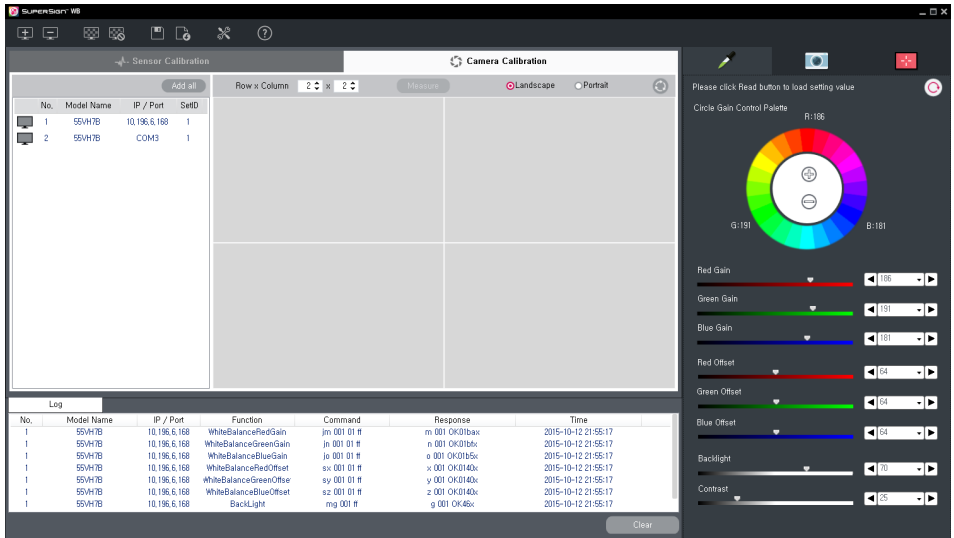 SuperSign WB
Sensor Calibration
Camera Calibration
Add all
Row x Column 2 x 2 Measure Landscape Portrait
No. Model Name IP / Port SetID
1 55VH7B 10.196.6.168 1
2 55VH7B COM3 1
Please click Read button to load setting value
Circle Gain Control Palette
R:186
G:191 B:181
Red Gain 186
Green Gain 191
Blue Gain 181
Red Offset 64
Green Offset 64
Blue Offset 64
Backlight 70
Contrast 25
Log
No. Model Name IP / Port Function Command Response Time
1 55VH7B 10.196.6.168 WhiteBalanceRedGain jm 001 01 ff m 001 OK01bax 2015-10-12 21:55:17
1 55VH7B 10.196.6.168 WhiteBalanceGreenGain jn 001 01 ff n 001 OK01bfx 2015-10-12 21:55:17
1 55VH7B 10.196.6.168 WhiteBalanceBlueGain jo 001 01 ff o 001 OK01b5x 2015-10-12 21:55:17
1 55VH7B 10.196.6.168 WhiteBalanceRedOffset sx 001 01 ff x 001 OK0140x 2015-10-12 21:55:17
1 55VH7B 10.196.6.168 WhiteBalanceGreenOffse sy 001 01 ff y 001 OK0140x 2015-10-12 21:55:17
1 55VH7B 10.196.6.168 WhiteBalanceBlueOffset sz 001 01 ff z 001 OK0140x 2015-10-12 21:55:17
1 55VH7B 10.196.6.168 BackLight mg 001 ff g 001 OK46x 2015-10-12 21:55:17
Clear